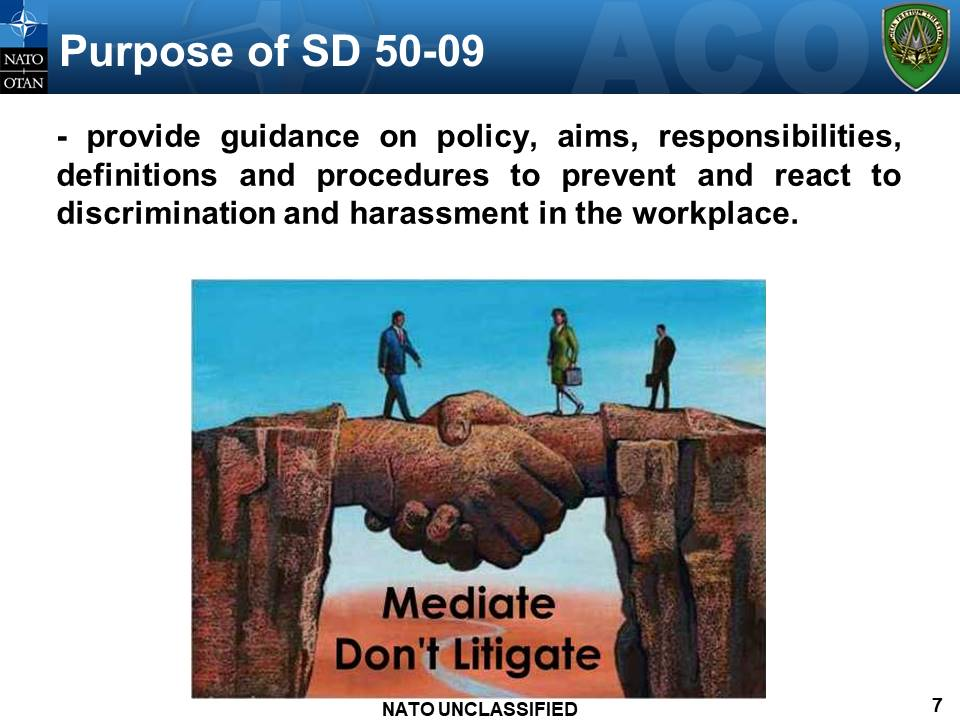 ACO
NATO
OTAN
Purpose of SD 50-09
- provide guidance on policy, aims, responsibilities,
definitions and procedures to prevent and react to
discrimination and harassment in the workplace.
Mediate
Don't Litigate
NATO UNCLASSIFIED
7